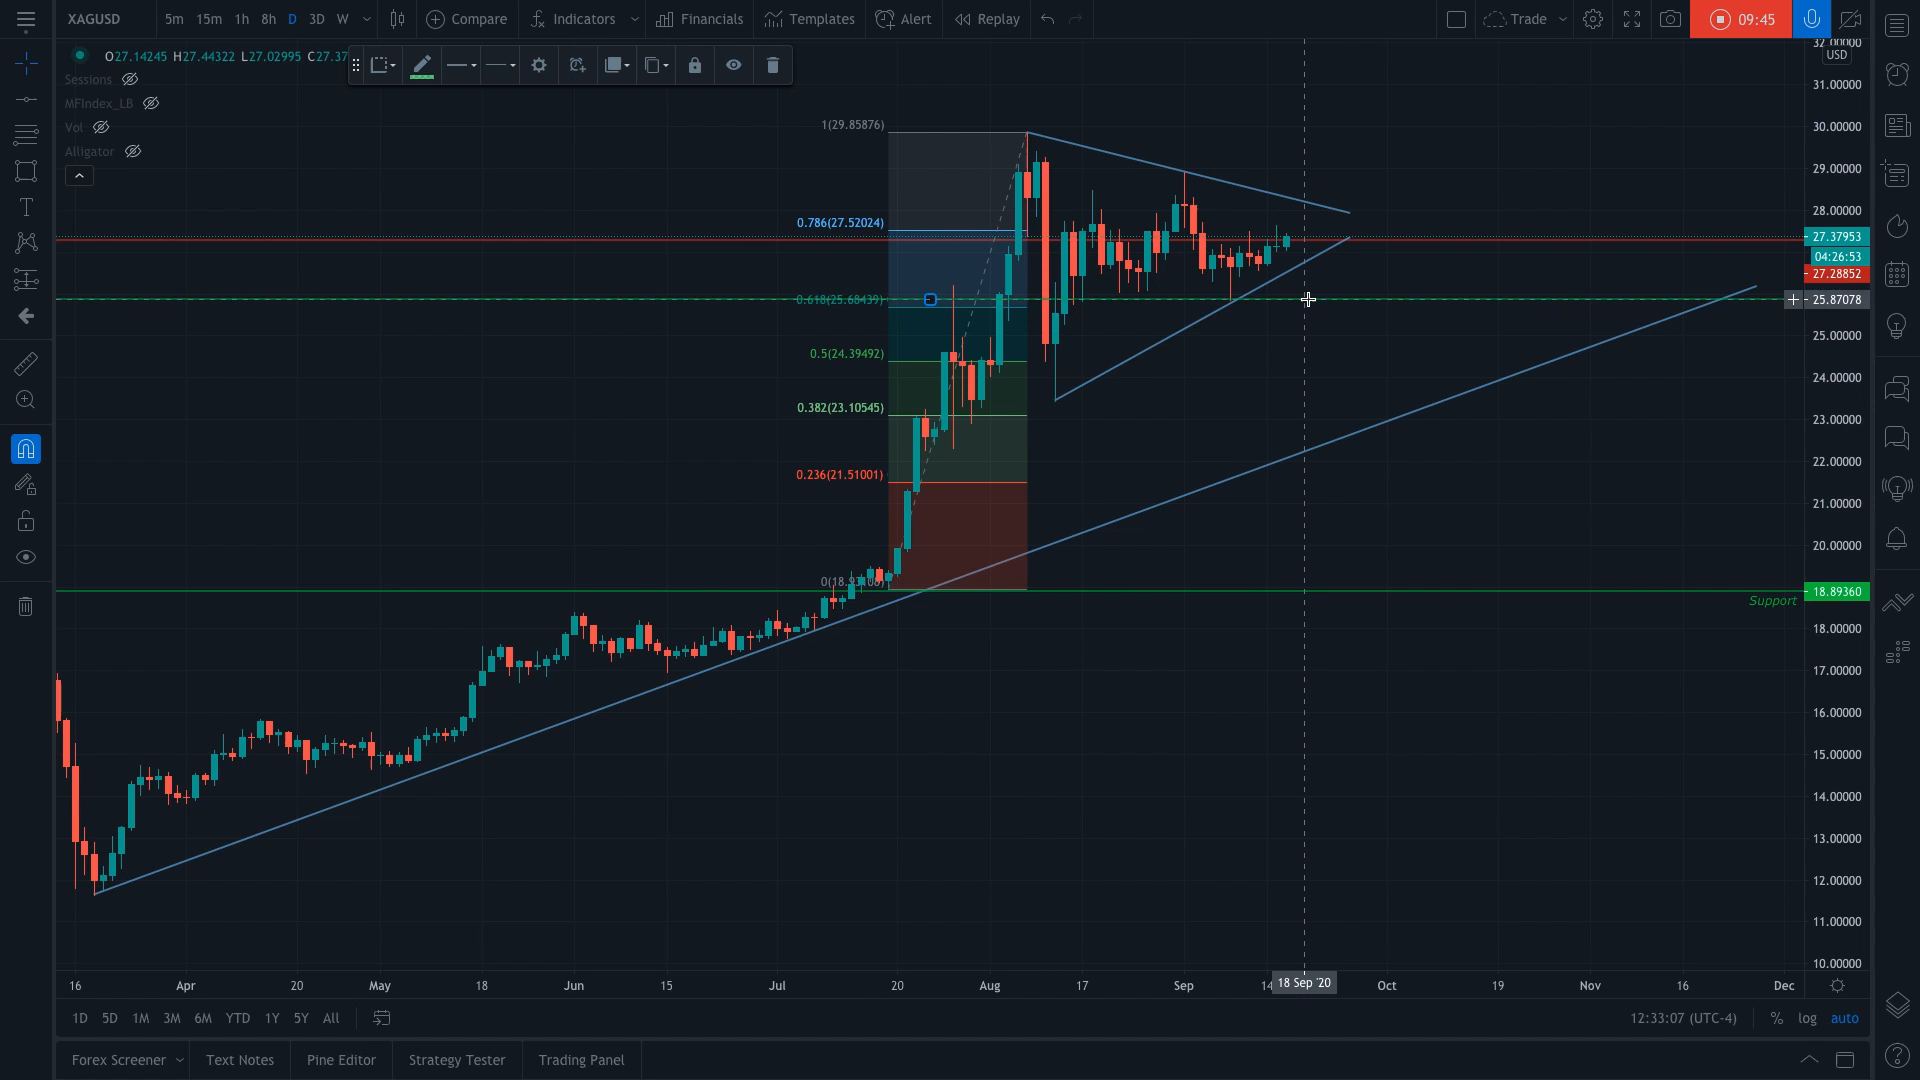 XAGUSD 5m 15m 1h 8h D 3D W Compare Indicators Financials Templates Alert Replay Trade 09:45
O27.14245 H27.44322 L27.02995 C27.37
Sessions
MFIndex_LB
Vol
Alligator
32.00000
USD
31.00000
30.00000
29.00000
28.00000
27.37953
04:26:53
27.28852
25.87078
25.00000
24.00000
23.00000
22.00000
21.00000
20.00000
18.89360
18.00000
17.00000
16.00000
15.00000
14.00000
13.00000
12.00000
11.00000
10.00000
1(29.85876)
0.786(27.52024)
0.618(25.68439)
0.5(24.39492)
0.382(23.10545)
0.236(21.51001)
Support
16 Apr 20 May 18 Jun 15 Jul 20 Aug 17 Sep 14 18 Sep '20 Oct 19 Nov 16 Dec
1D 5D 1M 3M 6M YTD 1Y 5Y All 12:33:07 (UTC-4) % log auto
Forex Screener Text Notes Pine Editor Strategy Tester Trading Panel